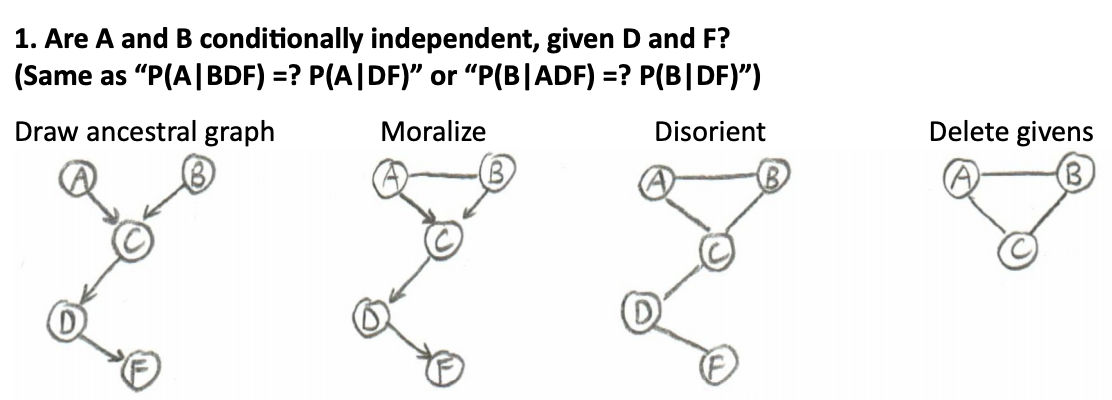 1. Are A and B conditionally independent, given D and F?
(Same as “P(A|BDF) =? P(A|DF)” or “P(B|ADF) =? P(B|DF)”)
Draw ancestral graph Moralize Disorient Delete givens
A B A B A B A B
C C C C
D D D
F F F